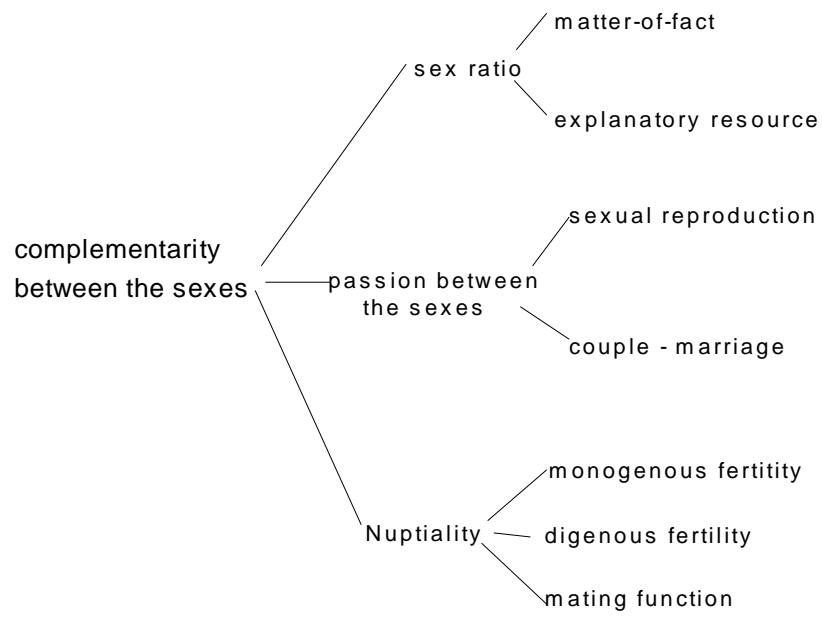 matter-of-fact
sex ratio
explanatory resource
sexual reproduction
complementarity
between the sexes
passion between
the sexes
couple - marriage
monogenous fertitity
Nuptiality
digenous fertility
mating function